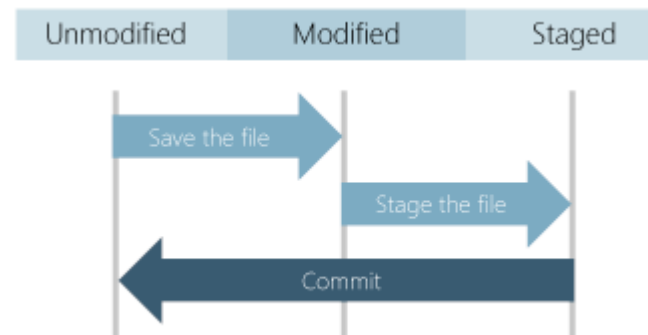 Unmodified Modified Staged
Save the file
Stage the file
Commit